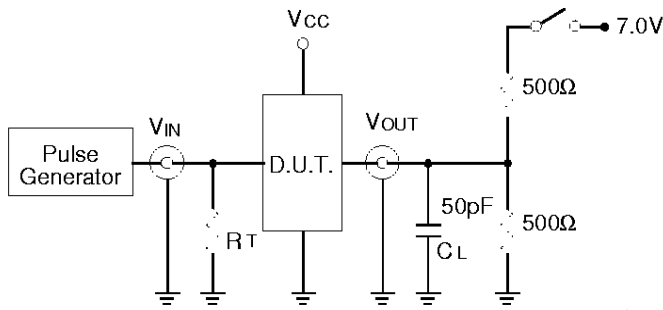 VCC
7.0V
500Ω
VIN
VOUT
Pulse
Generator
D.U.T.
50pF
500Ω
RT
CL